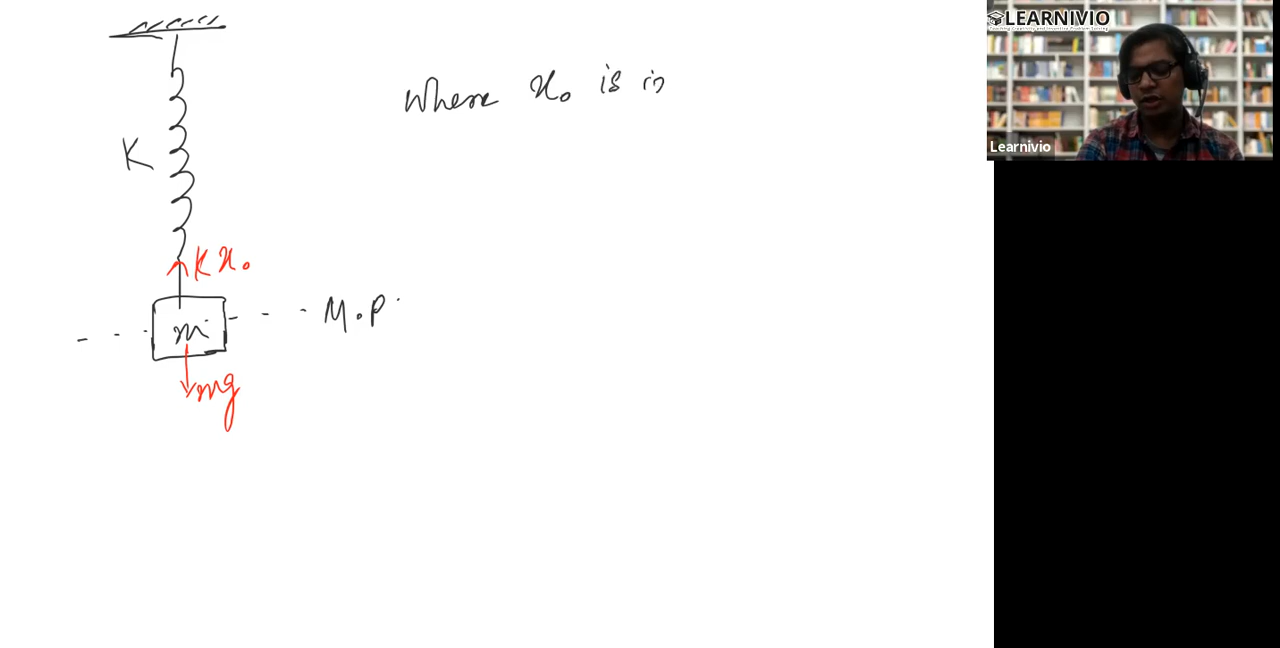 Where x₀ is in
K
K x₀
m
M.P.
mg
LEARNIVIO
Learnivio